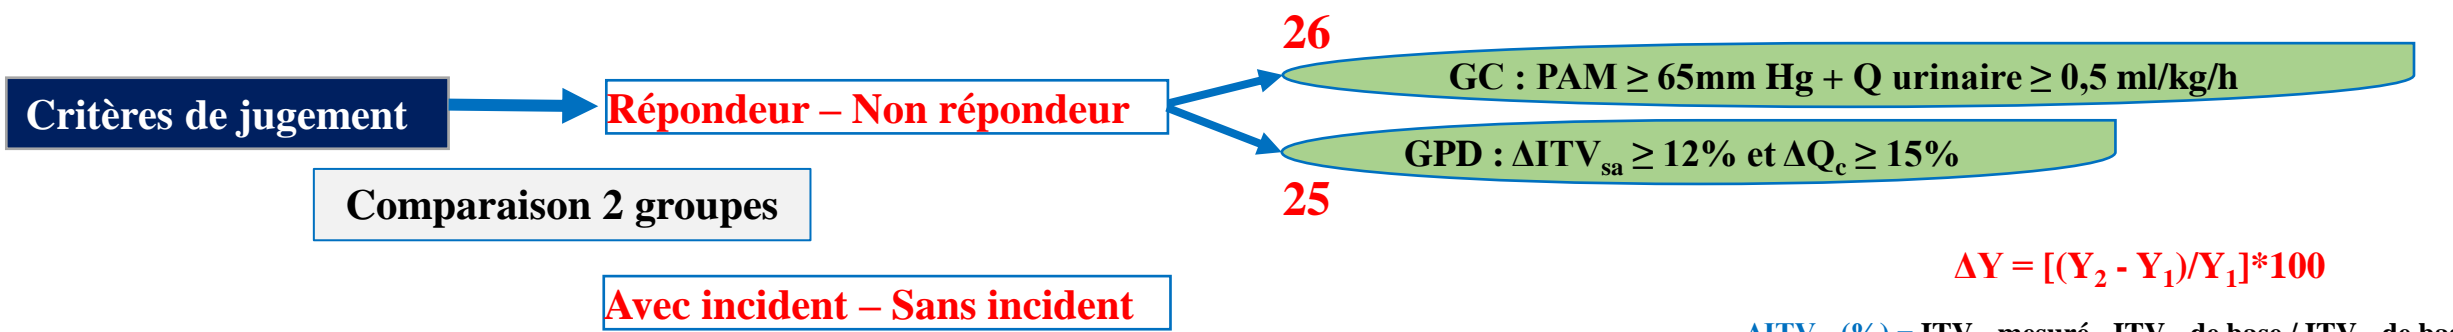 26
GC : PAM ≥ 65mm Hg + Q urinaire ≥ 0,5 ml/kg/h
Critères de jugement
Répondeur – Non répondeur
GPD : ΔITVsa ≥ 12% et ΔQc ≥ 15%
25
Comparaison 2 groupes
ΔY = [(Y2 - Y1)/Y1]*100
Avec incident – Sans incident